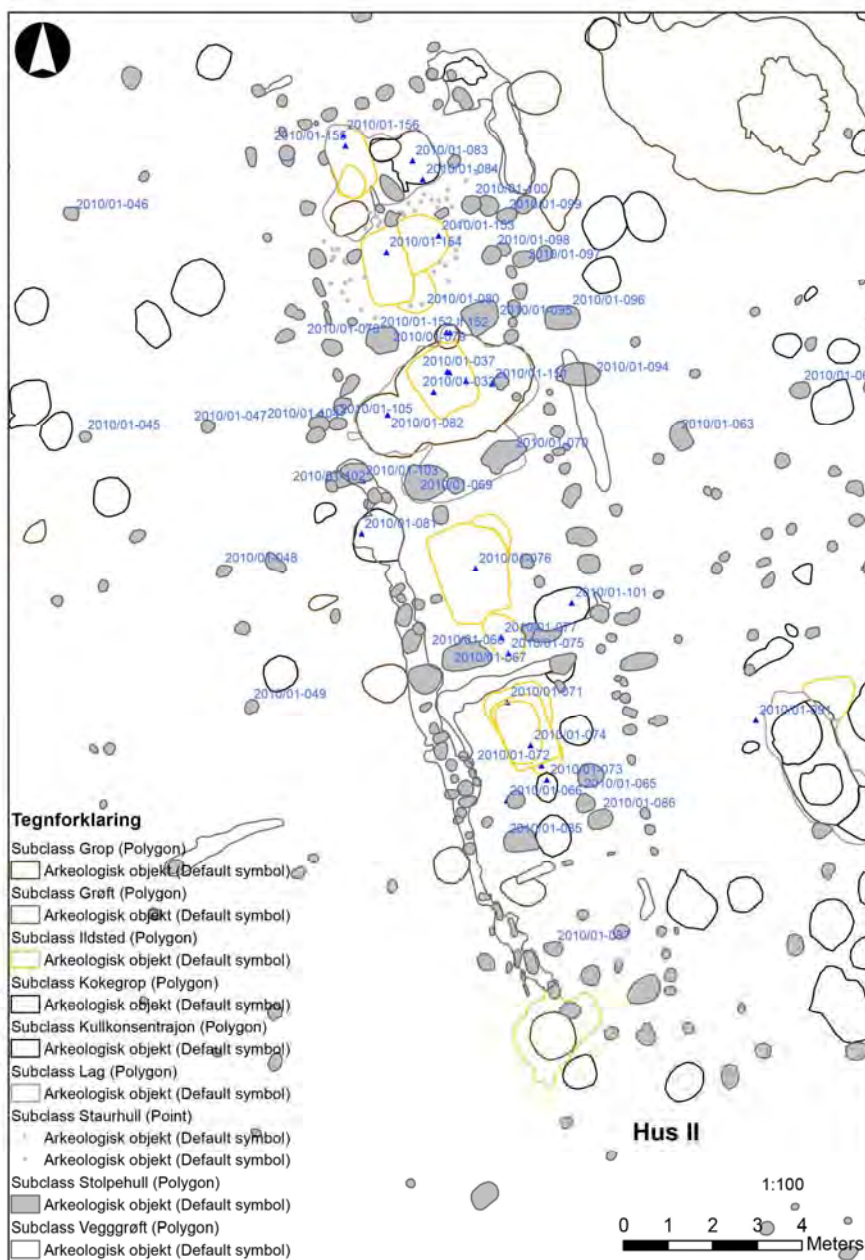 2010/01-156
2010/01-155
2010/01-083
2010/01-084
2010/01-046
2010/01-100
2010/01-099
2010/01-153
2010/01-154
2010/01-098
2010/01-097
2010/01-080
2010/01-095
2010/01-096
2010/01-152
2010/01-037
2010/01-094
2010/01-105
2010/01-047
2010/01-045
2010/01-082
2010/01-063
2010/01-070
2010/01-103
2010/01-102
2010/01-069
2010/01-081
2010/01-048
2010/01-076
2010/01-101
2010/01-077
2010/01-075
2010/01-067
2010/01-049
2010/01-071
2010/01-091
2010/01-074
2010/01-072
2010/01-073
2010/01-065
2010/01-066
2010/01-086
2010/01-085
Tegnforklaring
Subclass Grop (Polygon)
Arkeologisk objekt (Default symbol)
Subclass Grøft (Polygon)
Arkeologisk objekt (Default symbol)
Subclass Ildsted (Polygon)
Arkeologisk objekt (Default symbol)
Subclass Kokegrop (Polygon)
Arkeologisk objekt (Default symbol)
Subclass Kullkonsentrajon (Polygon)
Arkeologisk objekt (Default symbol)
Subclass Lag (Polygon)
Arkeologisk objekt (Default symbol)
Subclass Staurhull (Point)
Arkeologisk objekt (Default symbol)
Arkeologisk objekt (Default symbol)
Subclass Stolpehull (Polygon)
Arkeologisk objekt (Default symbol)
Subclass Vegggrøft (Polygon)
Arkeologisk objekt (Default symbol)
Hus II
1:100
0 1 2 3 4
Meters